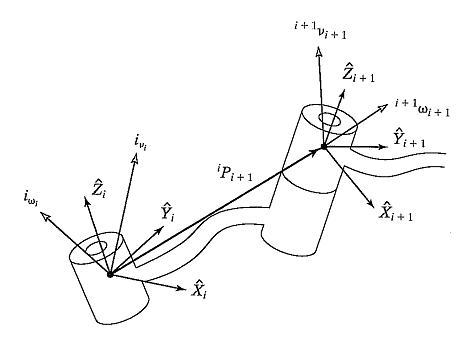 i+1νi+1
Ẑi+1
i+1ωi+1
Ŷi+1
iPi+1
X̂i+1
iνi
iωi
Ẑi
Ŷi
X̂i